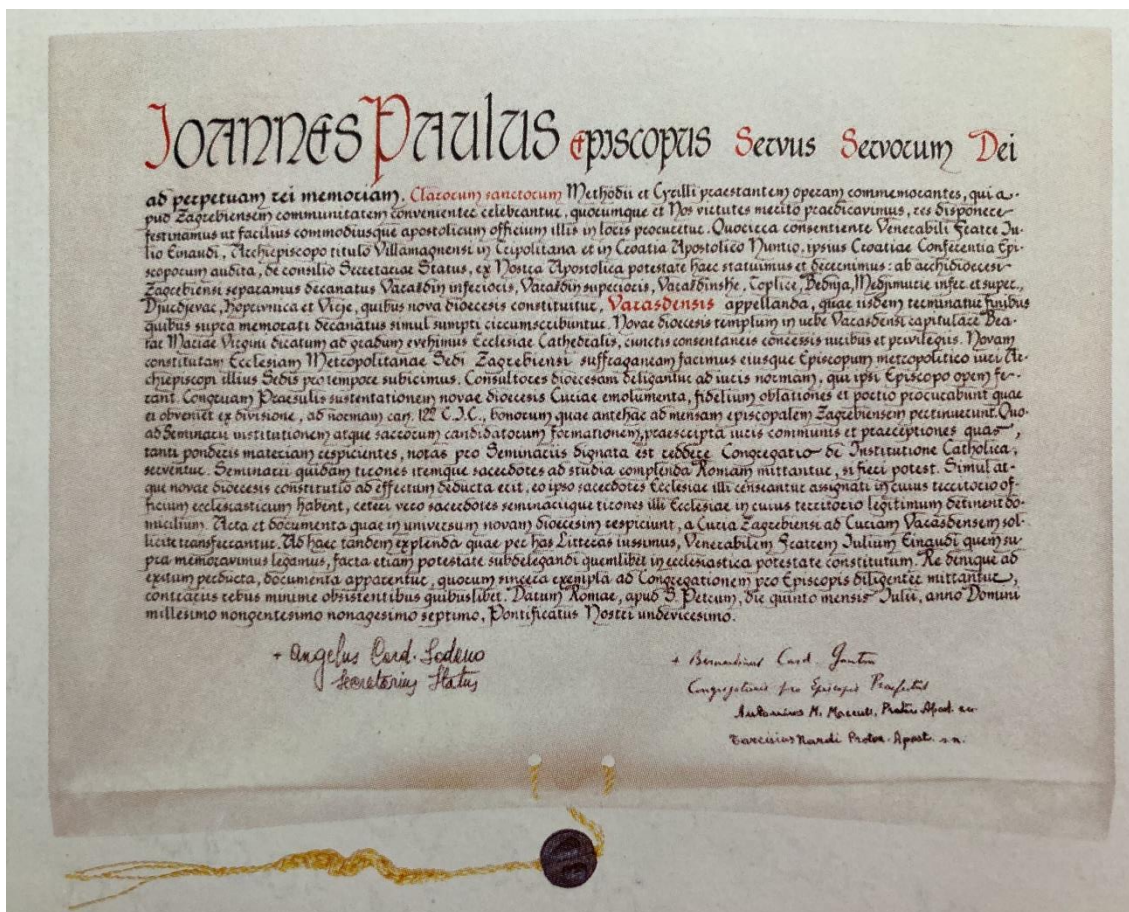 IOANNES PAULUS Episcopus Servus Servorum Dei
ad perpetuam rei memoriam. Clarorum sanctorum Methodii et Cyrilli praestantem operam commemorantes, qui a-
pud Zagrebiensem communitatem convenienter celebrantur, quorumque et Nos virtutes merito praedicavimus, res disponere
festinamus ut facilius commodiusque apostolicum officium illis in locis procuretur. Quocirca consentiente Venerabili Fratre Iu-
lio Einaudi, Archiepiscopo titulo Villamagnensi in Tripolitana et in Croatia Apostolico Nuntio, ipsius Croatiae Conferentia Epi-
scoporum audita, de consilio Secretariae Status, ex Nostra Apostolica potestate haec statuimus et decernimus: ab archidioecesi
Zagrebiensi separamus decanatus Varaždin inferioris, Varaždin superioris, Varaždinske Toplice, Bednja, Medjimurie infer. et super.,
Djurdjevac, Koprivnica et Virje, quibus nova dioecesis constituitur, Varasdensis appellanda, quae iisdem terminatur finibus
quibus supra memorati decanatus simul sumpti circumscribuntur. Novae dioecesis templum in urbe Varasdensi capitulare Bea-
tae Mariae Virgini dicatum ad gradum evehimus Ecclesiae Cathedralis, cunctis consentaneis concessis iuribus et privilegiis. Novam
constitutam Ecclesiam Metropolitanae Sedi Zagrebiensi suffraganeam facimus eiusque Episcopum metropolitico iuri Ar-
chiepiscopi illius Sedis pro tempore subicimus. Consultores dioecesani deligantur ad iuris normam, qui ipsi Episcopo opem fe-
rant. Congruam Praesulis sustentationem novae dioecesis Curiae emolumenta, fidelium oblationes et portio procurabunt quae
ei obveniet ex divisione, ad normam can. 122 C.I.C., bonorum quae antehac ad mensam episcopalem Zagrebiensem pertinuerunt. Quo
ad Seminarii institutionem atque sacrorum candidatorum formationem, praescripta iuris communis et praeceptiones quas,
tanti ponderis materiam respicientes, notas pro Seminariis dignata est reddere Congregatio de Institutione Catholica,
serventur. Seminarii quidam tirones itemque sacerdotes ad studia complenda Romam mittantur, si fieri potest. Simul at-
que novae dioecesis constitutio ad effectum deducta erit, eo ipso sacerdotes Ecclesiae illi censeantur assignati in cuius territorio of-
ficium ecclesiasticum habent, ceteri vero sacerdotes seminariique tirones illi Ecclesiae in cuius territorio legitimum detinent do-
micilium. Acta et documenta quae in universum novam dioecesim respiciunt, a Curia Zagrebiensi ad Curiam Varasdensem sol-
licite transferantur. Ad haec tandem explenda quae per has Litteras iussimus, Venerabilem Fratrem Iulium Einaudi quem su-
pra memoravimus legamus, facta etiam potestate subdelegandi quemlibet in ecclesiastica potestate constitutum. Re denique ad
exitum perducta, documenta apparentur, quorum sincera exempla ad Congregationem pro Episcopis diligenter mittantur,
contrariis rebus minime obsistentibus quibuslibet. Datum Romae, apud S. Petrum, die quinto mensis Iulii, anno Domini
millesimo nongentesimo nonagesimo septimo, Pontificatus Nostri undevicesimo.
+ Angelus Card. Sodano
Secretarius Status
+ Bernardinus Card. Gantin
Congregationis pro Episcopis Praefectus
Antoninus M. Proton. Apost. s.n.
Tarcisius Nardi Proton. Apost. s.n.